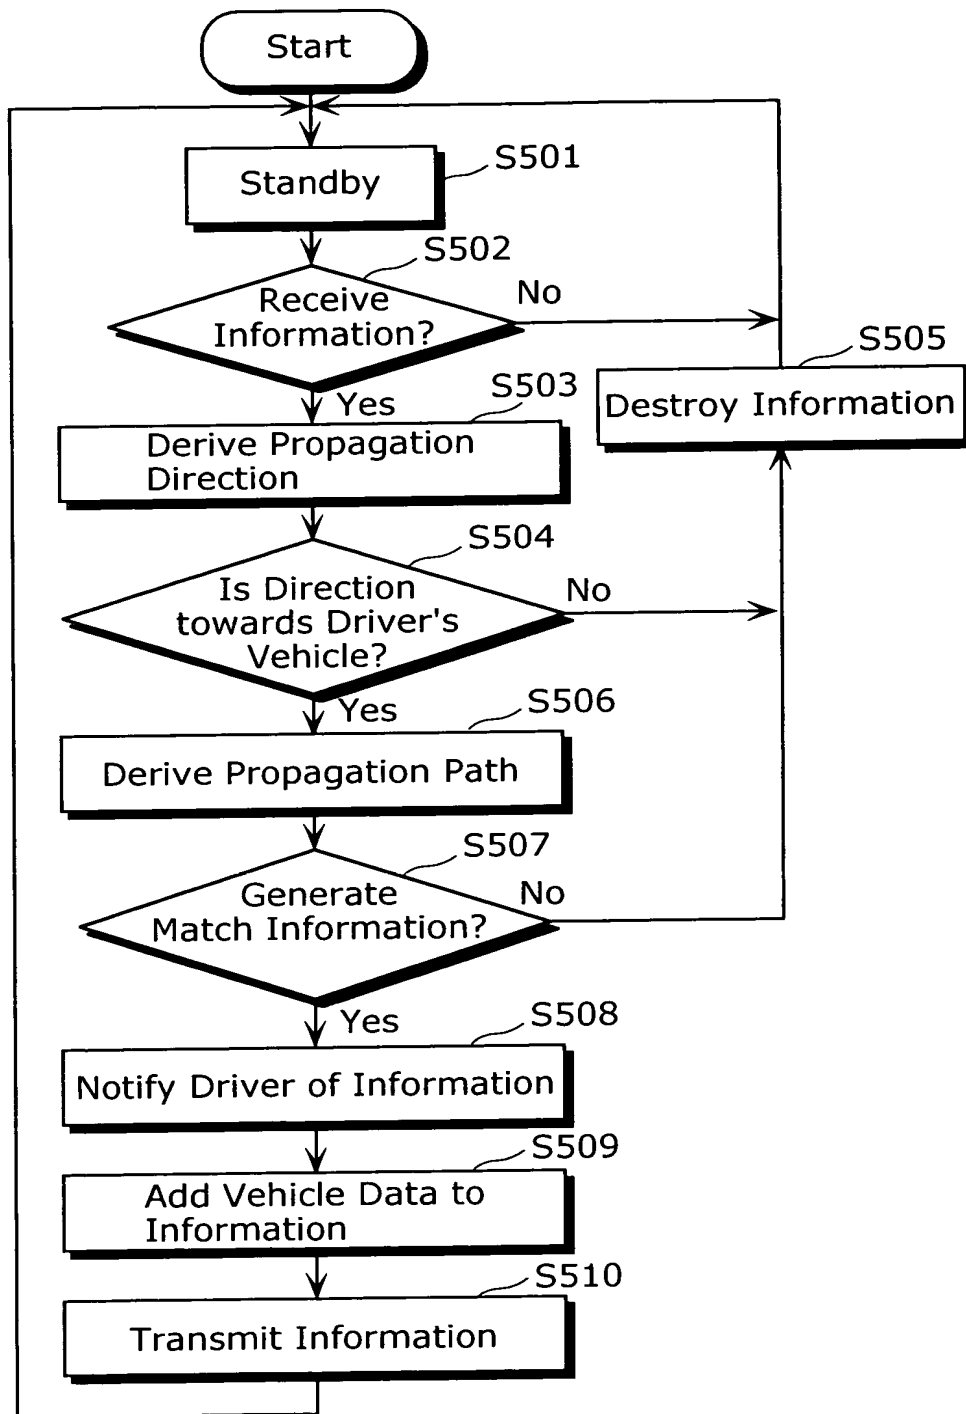 Start
Standby
S501
S502
Receive
Information?
No
Yes
S503
Derive Propagation
Direction
S505
Destroy Information
S504
Is Direction
towards Driver's
Vehicle?
No
Yes
S506
Derive Propagation Path
S507
Generate
Match Information?
No
Yes
S508
Notify Driver of Information
S509
Add Vehicle Data to
Information
S510
Transmit Information